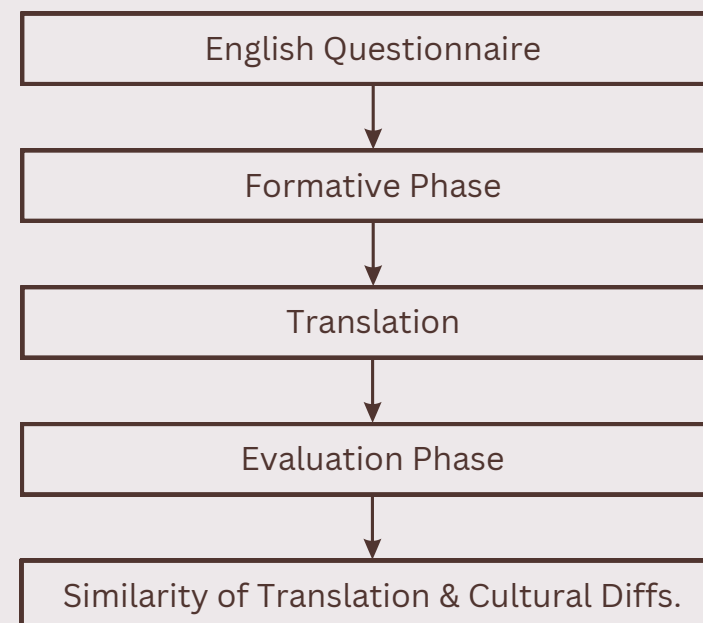 English Questionnaire
Formative Phase
Translation
Evaluation Phase
Similarity of Translation & Cultural Diffs.